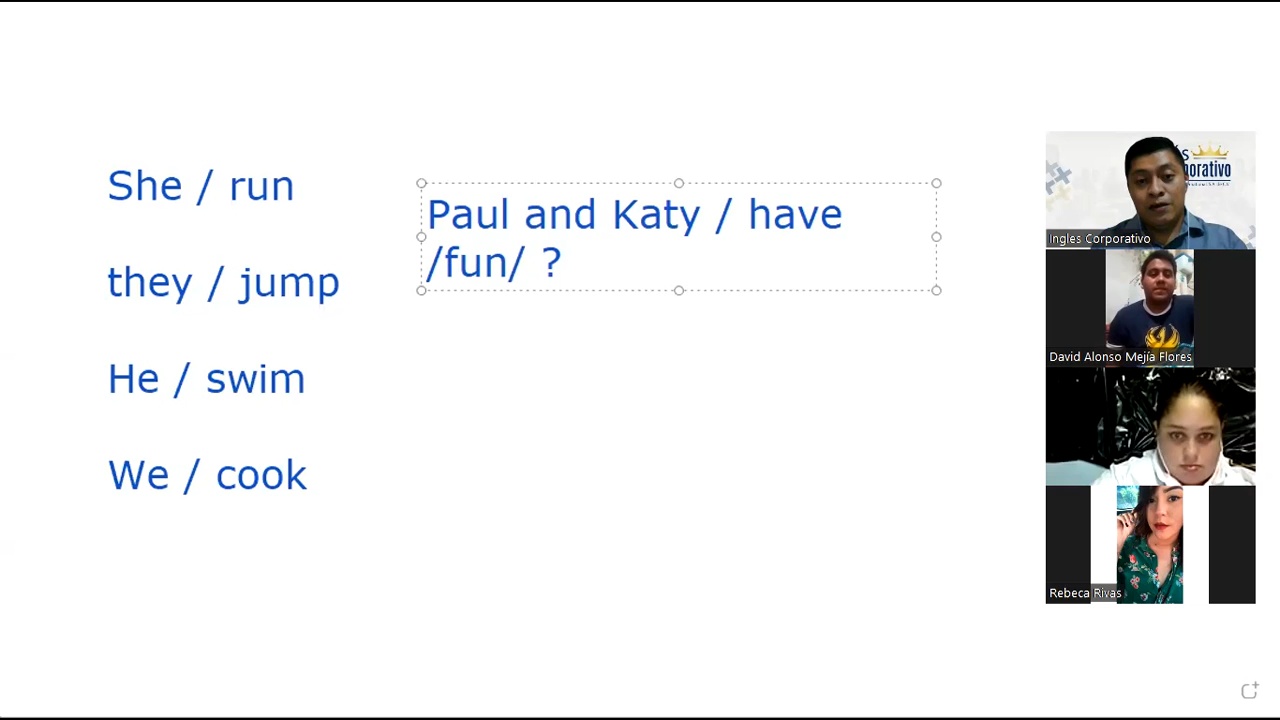 She / run
they / jump
He / swim
We / cook
Paul and Katy / have
/fun/ ?
Ingles Corporativo
David Alonso Mejía Flores
Rebeca Rivas